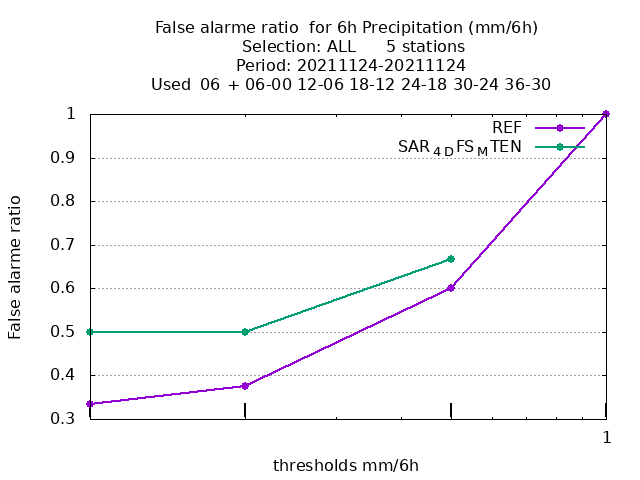 False alarme ratio  for 6h Precipitation (mm/6h)
Selection: ALL      5 stations
Period: 20211124-20211124
Used  06  + 06-00 12-06 18-12 24-18 30-24 36-30
REF
SAR4DFSMTEN
1
0.9
0.8
0.7
0.6
0.5
0.4
0.3
False alarme ratio
1
thresholds mm/6h